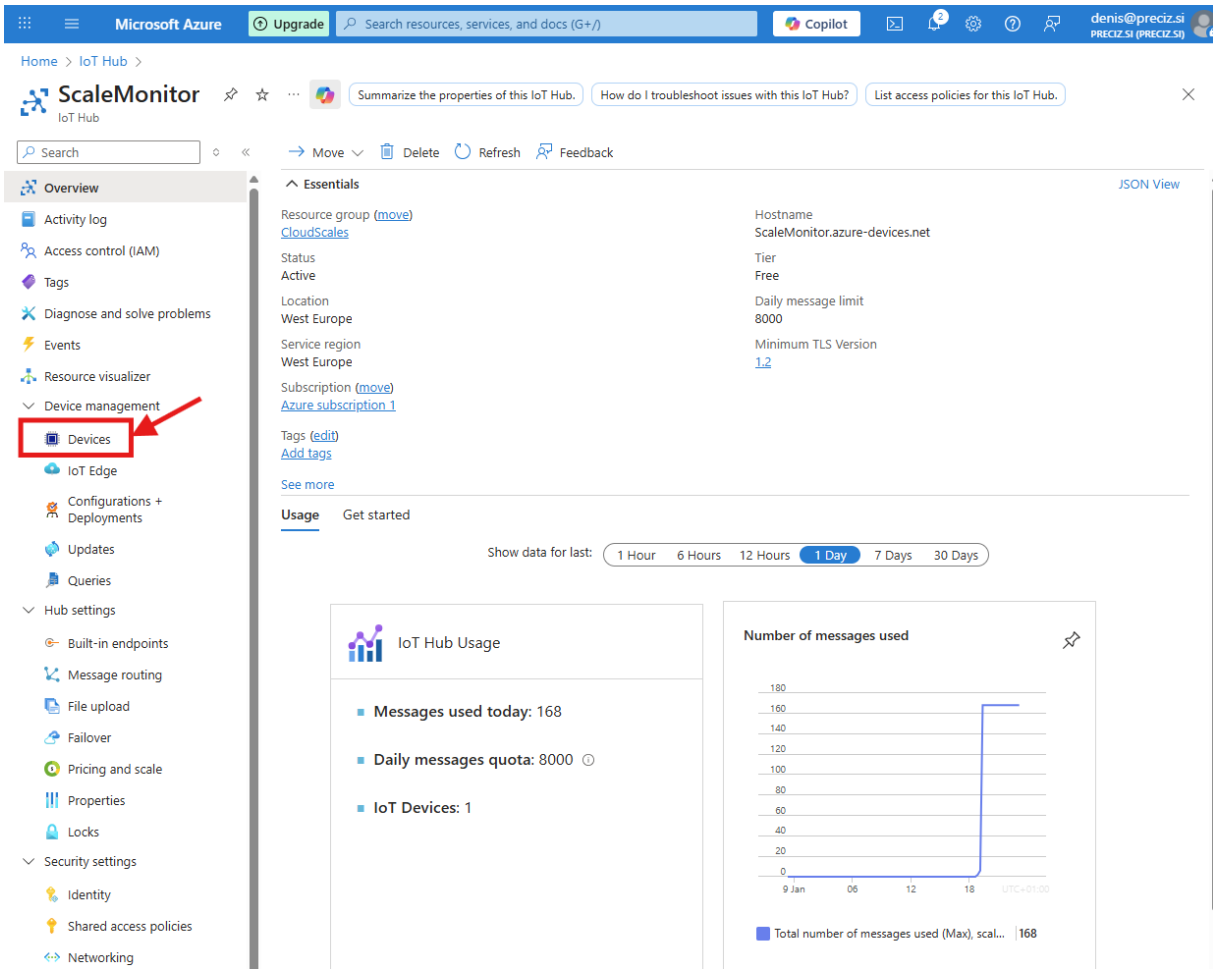 Microsoft Azure
Upgrade
Search resources, services, and docs (G+/)
Copilot
2
denis@preciz.si
PRECIZ.SI (PRECIZ.SI)
Home > IoT Hub >
ScaleMonitor
IoT Hub
Summarize the properties of this IoT Hub.
How do I troubleshoot issues with this IoT Hub?
List access policies for this IoT Hub.
Search
Move
Delete
Refresh
Feedback
Overview
Activity log
Access control (IAM)
Tags
Diagnose and solve problems
Events
Resource visualizer
Device management
Devices
IoT Edge
Configurations +
Deployments
Updates
Queries
Hub settings
Built-in endpoints
Message routing
File upload
Failover
Pricing and scale
Properties
Locks
Security settings
Identity
Shared access policies
Networking
Essentials
JSON View
Resource group (move)
CloudScales
Status
Active
Location
West Europe
Service region
West Europe
Subscription (move)
Azure subscription 1
Tags (edit)
Add tags
See more
Hostname
ScaleMonitor.azure-devices.net
Tier
Free
Daily message limit
8000
Minimum TLS Version
1.2
Usage
Get started
Show data for last:
1 Hour
6 Hours
12 Hours
1 Day
7 Days
30 Days
IoT Hub Usage
Messages used today: 168
Daily messages quota: 8000
IoT Devices: 1
Number of messages used
180
160
140
120
100
80
60
40
20
0
9 Jan
06
12
18
UTC+01:00
Total number of messages used (Max), scal...
168